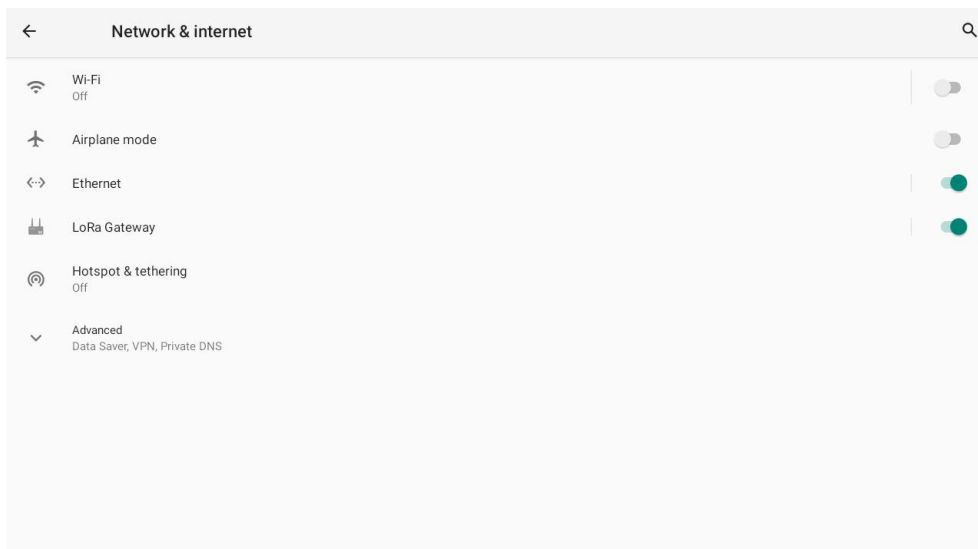 Network & internet
Wi-Fi
Off
Airplane mode
Ethernet
LoRa Gateway
Hotspot & tethering
Off
Advanced
Data Saver, VPN, Private DNS